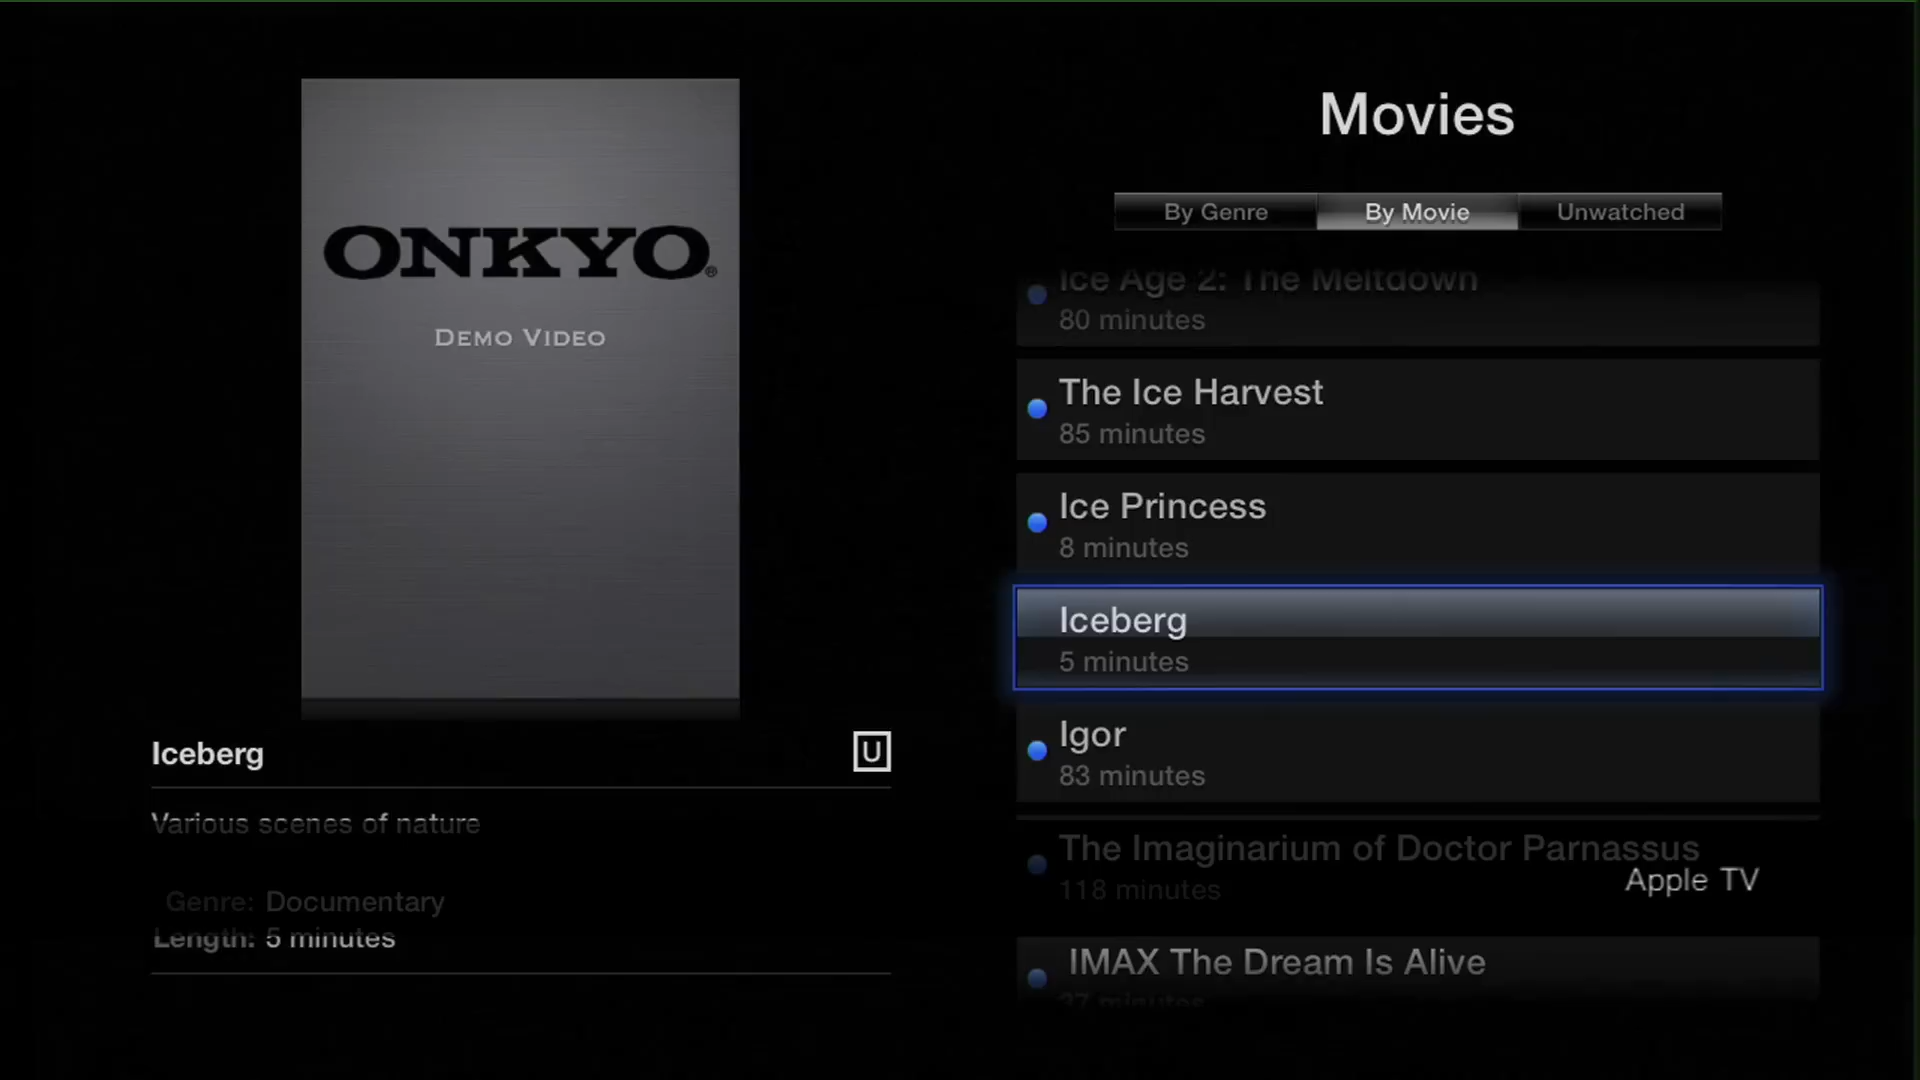 ONKYO®
DEMO VIDEO
Iceberg
U
Various scenes of nature
Genre: Documentary
Length: 5 minutes
Movies
By Genre
By Movie
Unwatched
Ice Age 2: The Meltdown
80 minutes
The Ice Harvest
85 minutes
Ice Princess
8 minutes
Iceberg
5 minutes
Igor
83 minutes
The Imaginarium of Doctor Parnassus
118 minutes
Apple TV
IMAX The Dream Is Alive
37 minutes